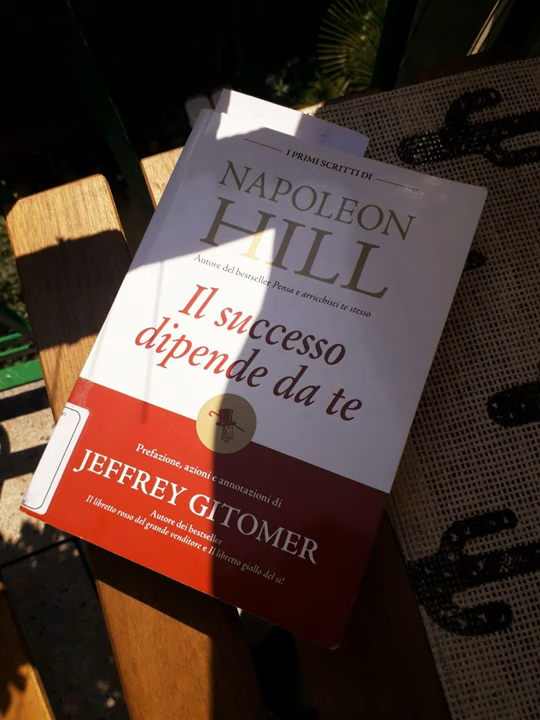 I PRIMI SCRITTI DI
NAPOLEON
HILL
Autore del bestseller Pensa e arricchisci te stesso
Il successo
dipende da te
Prefazione, azioni e annotazioni di
JEFFREY GITOMER
Autore dei bestseller
Il libretto rosso del grande venditore e Il libretto giallo del sì!